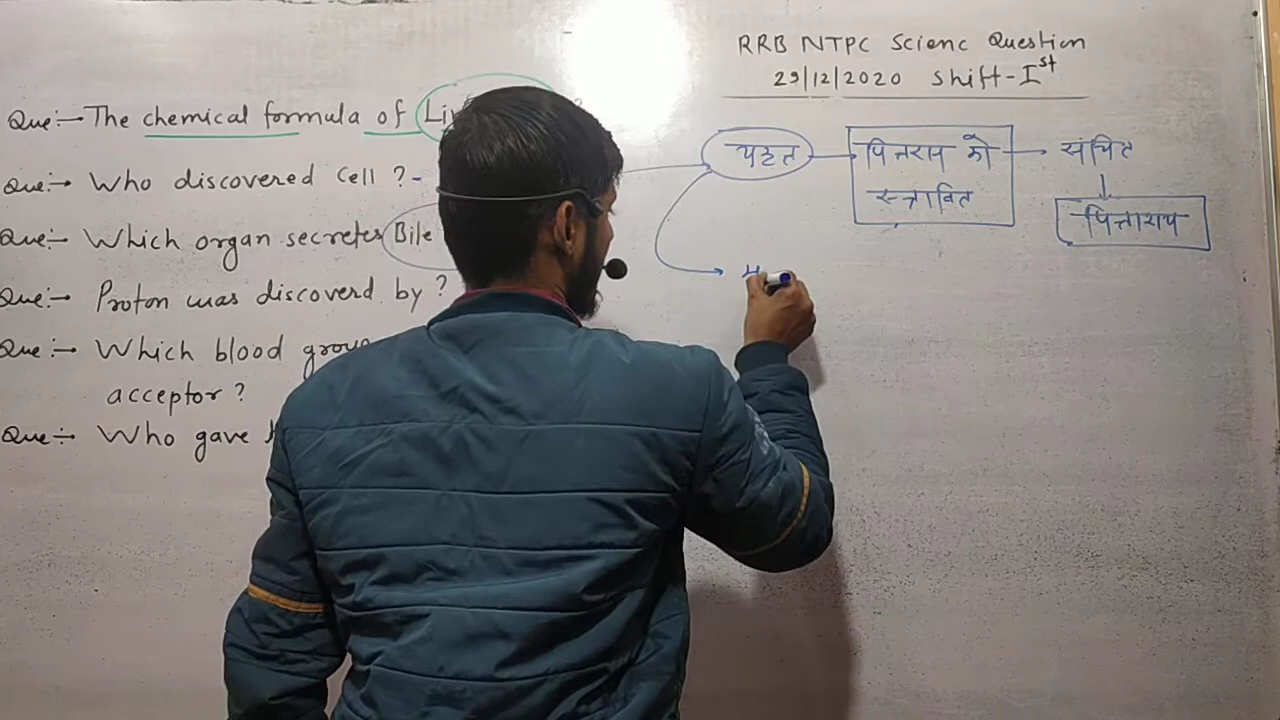 RRB NTPC Scienc Question
29/12/2020 Shift-Ist
Que:→ The chemical formula of
Que:→ Who discovered cell ? -
Que:→ Which organ secretes Bile
Que:→ Proton was discoverd by ?
Que:→ Which blood
acceptor ?
Que:→ Who gave
यकृत
पित्तरस को
स्त्रावित
संचित
पित्ताशय